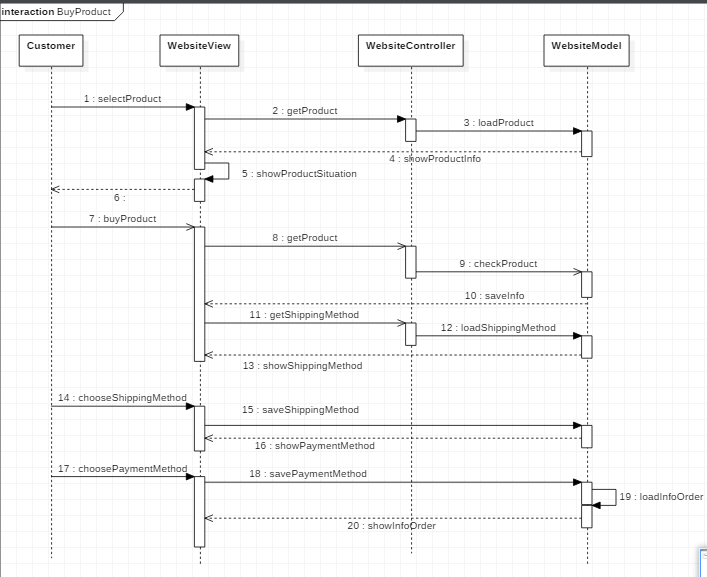 interaction BuyProduct
Customer
WebsiteView
WebsiteController
WebsiteModel
1 : selectProduct
2 : getProduct
3 : loadProduct
4 : showProductInfo
5 : showProductSituation
6 :
7 : buyProduct
8 : getProduct
9 : checkProduct
10 : saveInfo
11 : getShippingMethod
12 : loadShippingMethod
13 : showShippingMethod
14 : chooseShippingMethod
15 : saveShippingMethod
16 : showPaymentMethod
17 : choosePaymentMethod
18 : savePaymentMethod
19 : loadInfoOrder
20 : showInfoOrder